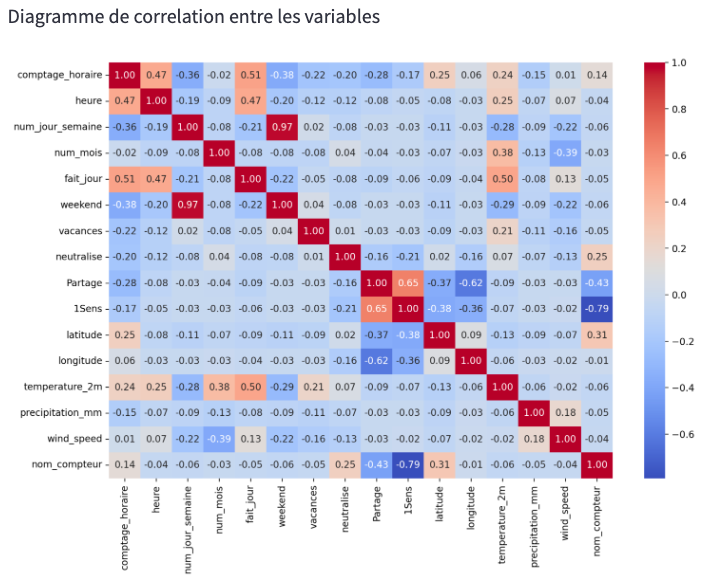 Diagramme de correlation entre les variables
comptage_horaire 1.00 0.47 -0.36 -0.02 0.51 -0.38 -0.22 -0.20 -0.28 -0.17 0.25 0.06 0.24 -0.15 0.01 0.14
heure 0.47 1.00 -0.19 -0.09 0.47 -0.20 -0.12 -0.12 -0.08 -0.05 -0.08 -0.03 0.25 -0.07 0.07 -0.04
num_jour_semaine -0.36 -0.19 1.00 -0.08 -0.21 0.97 0.02 -0.08 -0.03 -0.03 -0.11 -0.03 -0.28 -0.09 -0.22 -0.06
num_mois -0.02 -0.09 -0.08 1.00 -0.08 -0.08 -0.08 0.04 -0.04 -0.03 -0.07 -0.03 0.38 -0.13 -0.39 -0.03
fait_jour 0.51 0.47 -0.21 -0.08 1.00 -0.22 -0.05 -0.08 -0.09 -0.06 -0.09 -0.04 0.50 -0.08 0.13 -0.05
weekend -0.38 -0.20 0.97 -0.08 -0.22 1.00 0.04 -0.08 -0.03 -0.03 -0.11 -0.03 -0.29 -0.09 -0.22 -0.06
vacances -0.22 -0.12 0.02 -0.08 -0.05 0.04 1.00 0.01 -0.03 -0.03 -0.09 -0.03 0.21 -0.11 -0.16 -0.05
neutralise -0.20 -0.12 -0.08 0.04 -0.08 -0.08 0.01 1.00 -0.16 -0.21 0.02 -0.16 0.07 -0.07 -0.13 0.25
Partage -0.28 -0.08 -0.03 -0.04 -0.09 -0.03 -0.03 -0.16 1.00 0.65 -0.37 -0.62 -0.09 -0.03 -0.03 -0.43
1Sens -0.17 -0.05 -0.03 -0.03 -0.06 -0.03 -0.03 -0.21 0.65 1.00 -0.38 -0.36 -0.07 -0.03 -0.02 -0.79
latitude 0.25 -0.08 -0.11 -0.07 -0.09 -0.11 -0.09 0.02 -0.37 -0.38 1.00 0.09 -0.13 -0.09 -0.07 0.31
longitude 0.06 -0.03 -0.03 -0.03 -0.04 -0.03 -0.03 -0.16 -0.62 -0.36 0.09 1.00 -0.06 -0.03 -0.02 -0.01
temperature_2m 0.24 0.25 -0.28 0.38 0.50 -0.29 0.21 0.07 -0.09 -0.07 -0.13 -0.06 1.00 -0.06 -0.02 -0.06
precipitation_mm -0.15 -0.07 -0.09 -0.13 -0.08 -0.09 -0.11 -0.07 -0.03 -0.03 -0.09 -0.03 -0.06 1.00 0.18 -0.05
wind_speed 0.01 0.07 -0.22 -0.39 0.13 -0.22 -0.16 -0.13 -0.03 -0.02 -0.07 -0.02 -0.02 0.18 1.00 -0.04
nom_compteur 0.14 -0.04 -0.06 -0.03 -0.05 -0.06 -0.05 0.25 -0.43 -0.79 0.31 -0.01 -0.06 -0.05 -0.04 1.00
comptage_horaire
heure
num_jour_semaine
num_mois
fait_jour
weekend
vacances
neutralise
Partage
1Sens
latitude
longitude
temperature_2m
precipitation_mm
wind_speed
nom_compteur
1.0
0.8
0.6
0.4
0.2
0.0
−0.2
−0.4
−0.6